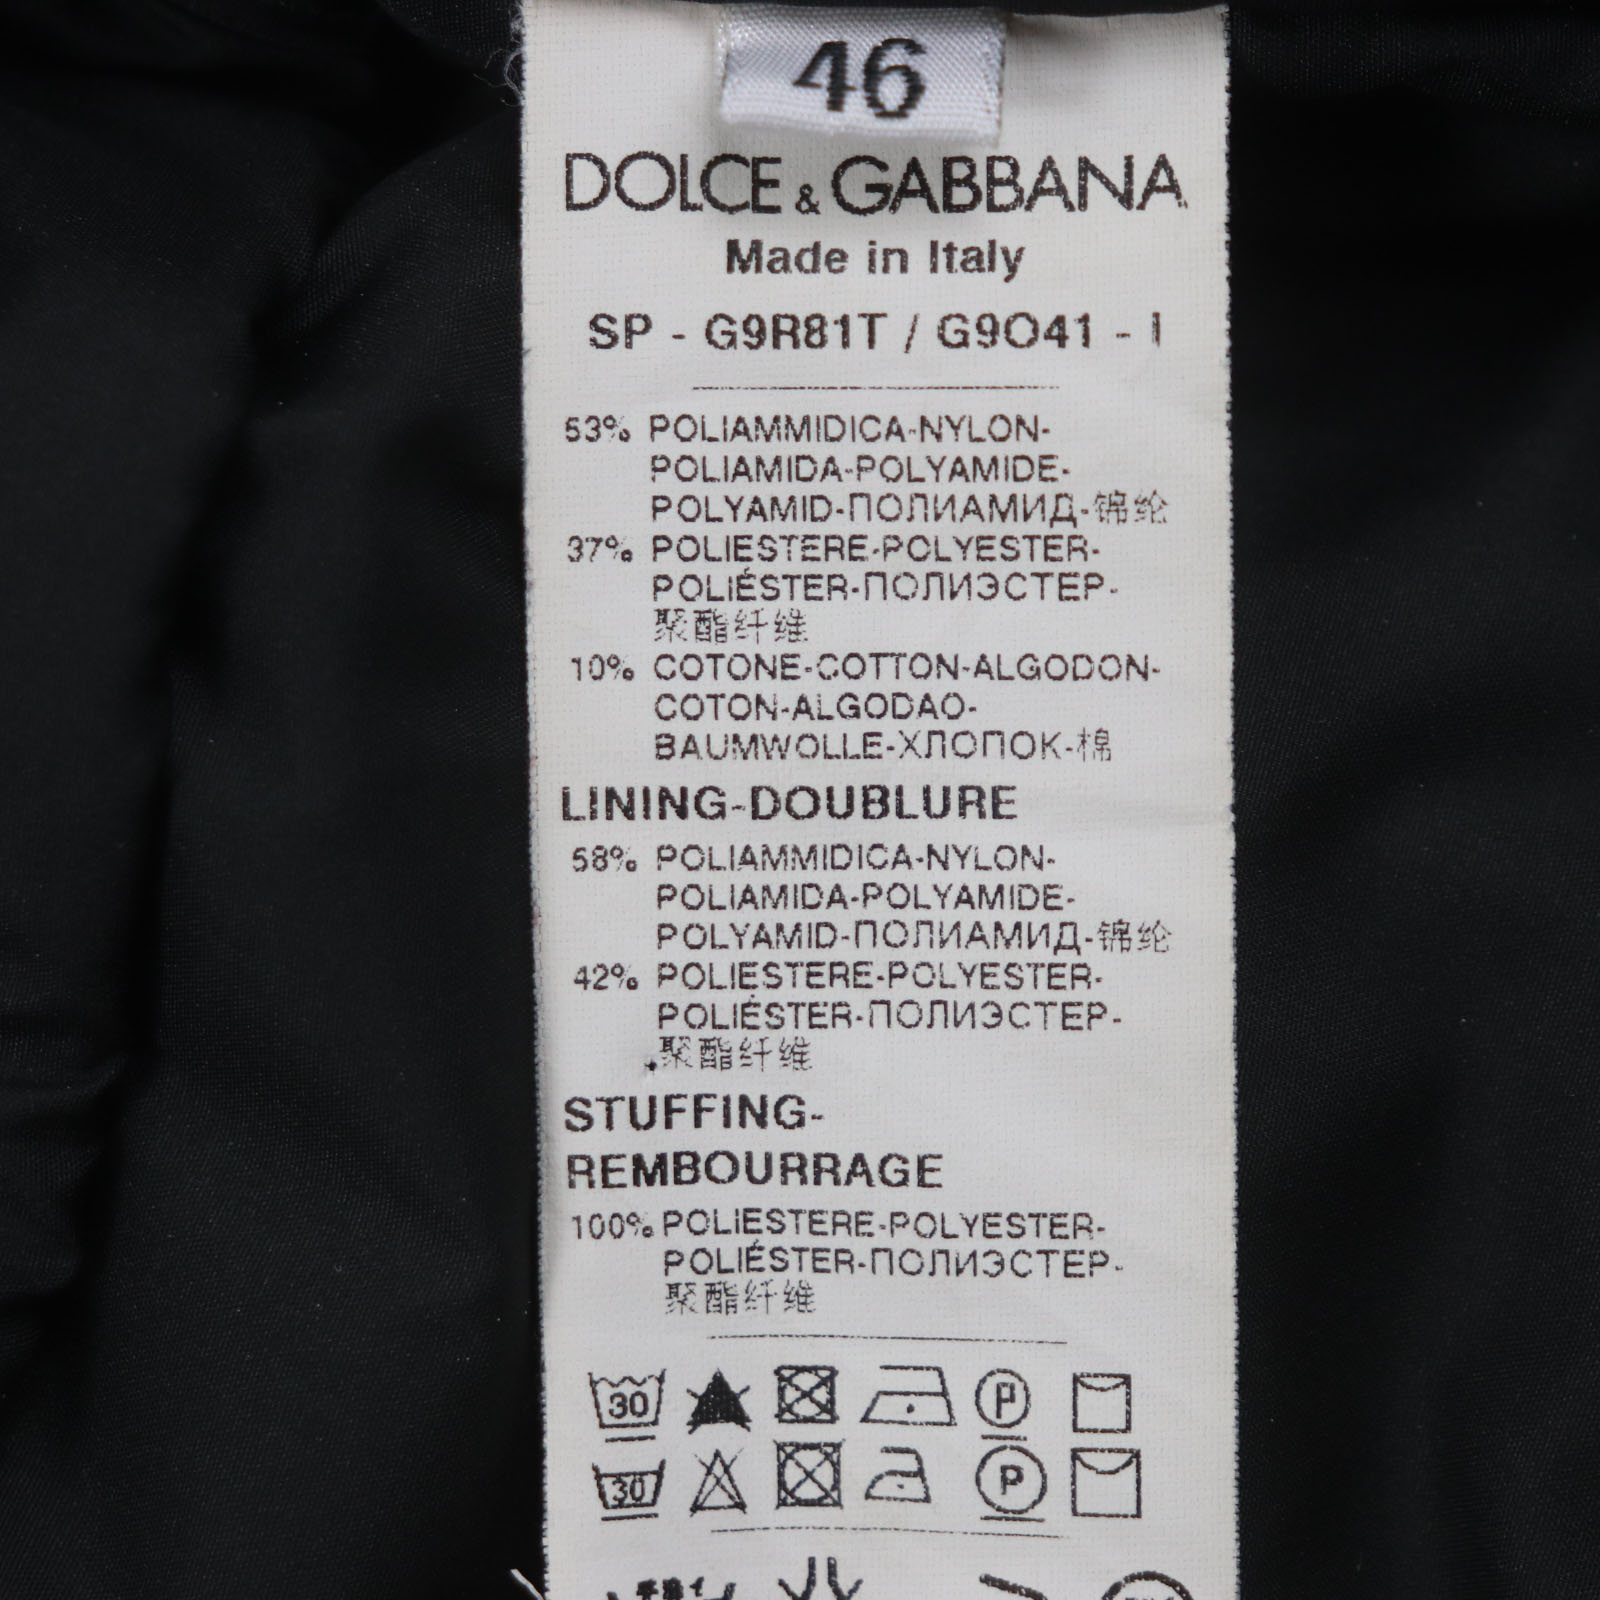 46
DOLCE & GABBANA
Made in Italy
SP - G9R81T / G9O41 - I
53% POLIAMMIDICA-NYLON-
POLIAMIDA-POLYAMIDE-
POLYAMID-ПОЛИАМИД-锦纶
37% POLIESTERE-POLYESTER-
POLIÉSTER-ПОЛИЭСТЕР-
聚酯纤维
10% COTONE-COTTON-ALGODON-
COTON-ALGODAO-
BAUMWOLLE-ХЛОПОК-棉
LINING-DOUBLURE
58% POLIAMMIDICA-NYLON-
POLIAMIDA-POLYAMIDE-
POLYAMID-ПОЛИАМИД-锦纶
42% POLIESTERE-POLYESTER-
POLIÉSTER-ПОЛИЭСТЕР-
聚酯纤维
STUFFING-
REMBOURRAGE
100% POLIESTERE-POLYESTER-
POLIÉSTER-ПОЛИЭСТЕР-
聚酯纤维
30 P
30 P